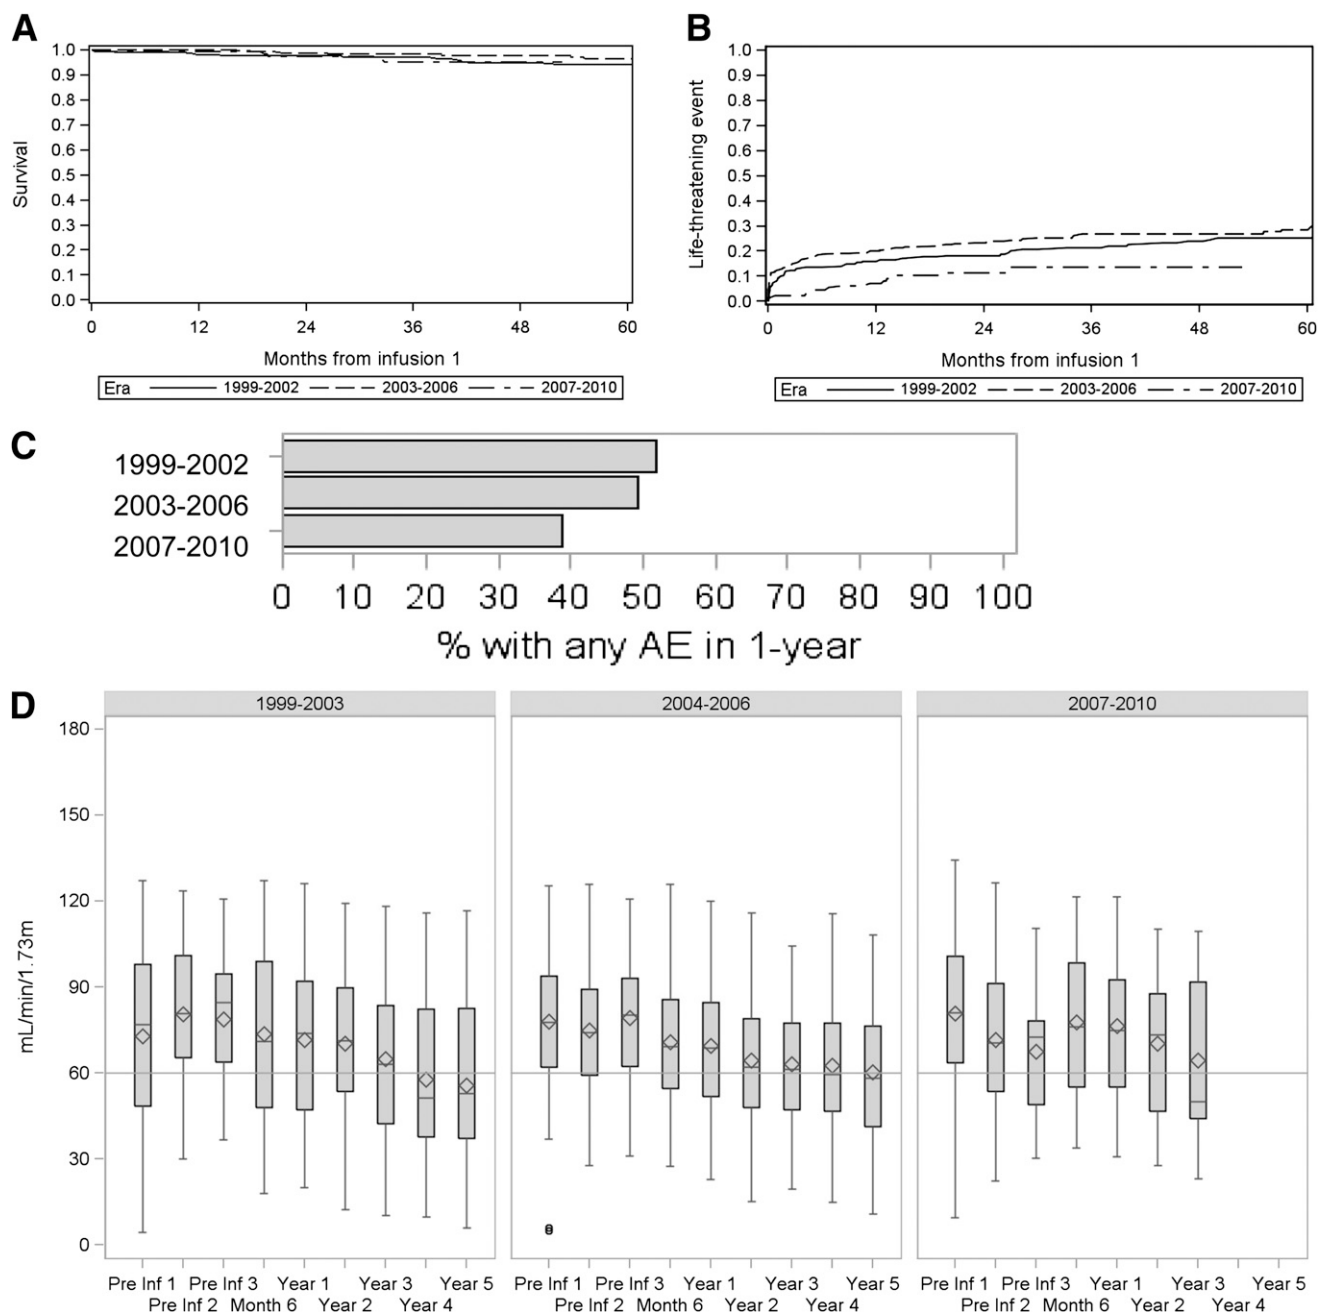 A
1.0
0.9
0.8
0.7
0.6
0.5
0.4
0.3
0.2
0.1
0.0
Survival
0 12 24 36 48 60
Months from infusion 1
Era 1999-2002 2003-2006 2007-2010
B
1.0
0.9
0.8
0.7
0.6
0.5
0.4
0.3
0.2
0.1
0.0
Life-threatening event
0 12 24 36 48 60
Months from infusion 1
Era 1999-2002 2003-2006 2007-2010
C
1999-2002
2003-2006
2007-2010
0 10 20 30 40 50 60 70 80 90 100
% with any AE in 1-year
D
1999-2003 2004-2006 2007-2010
180
150
120
90
60
30
0
mL/min/1.73m
Pre Inf 1 Pre Inf 3 Year 1 Year 3 Year 5 Pre Inf 1 Pre Inf 3 Year 1 Year 3 Year 5 Pre Inf 1 Pre Inf 3 Year 1 Year 3 Year 5
Pre Inf 2 Month 6 Year 2 Year 4 Pre Inf 2 Month 6 Year 2 Year 4 Pre Inf 2 Month 6 Year 2 Year 4